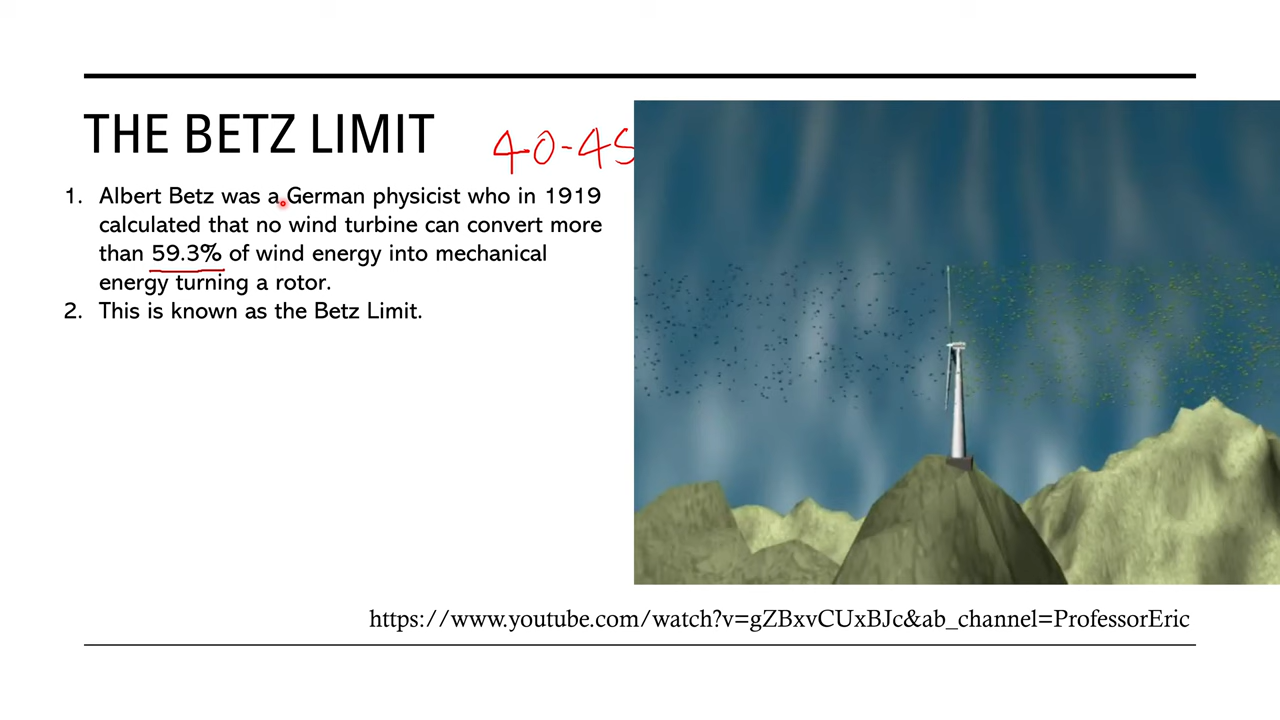 THE BETZ LIMIT
40-45
1. Albert Betz was a German physicist who in 1919
calculated that no wind turbine can convert more
than 59.3% of wind energy into mechanical
energy turning a rotor.
2. This is known as the Betz Limit.
https://www.youtube.com/watch?v=gZBxvCUxBJc&ab_channel=ProfessorEric